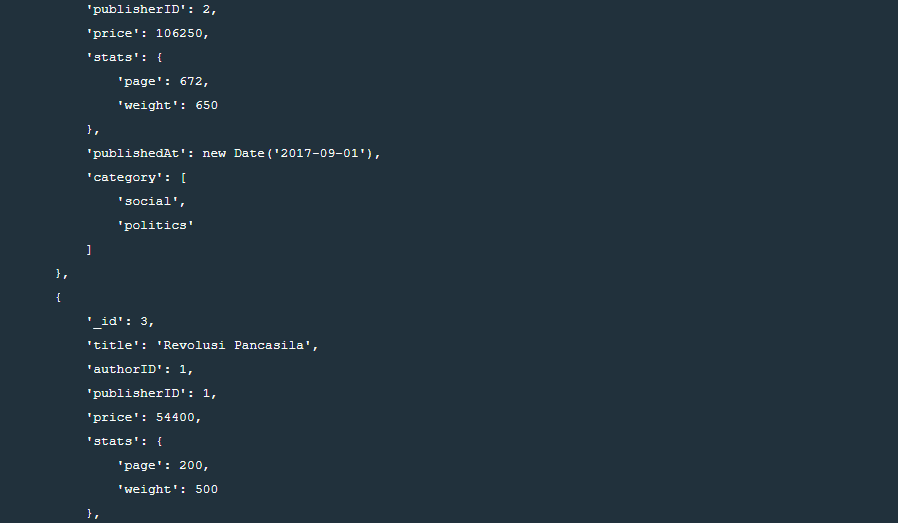 'publisherID': 2,
'price': 106250,
'stats': {
'page': 672,
'weight': 650
},
'publishedAt': new Date('2017-09-01'),
'category': [
'social',
'politics'
]
},
{
'_id': 3,
'title': 'Revolusi Pancasila',
'authorID': 1,
'publisherID': 1,
'price': 54400,
'stats': {
'page': 200,
'weight': 500
},